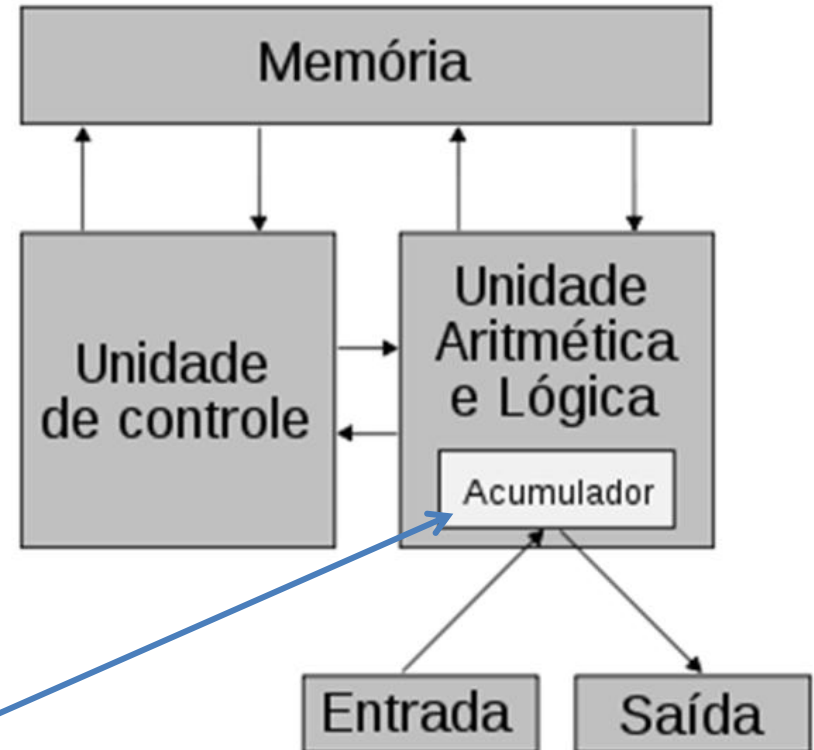 Memória
Unidade
de controle
Unidade
Aritmética
e Lógica
Acumulador
Entrada
Saída